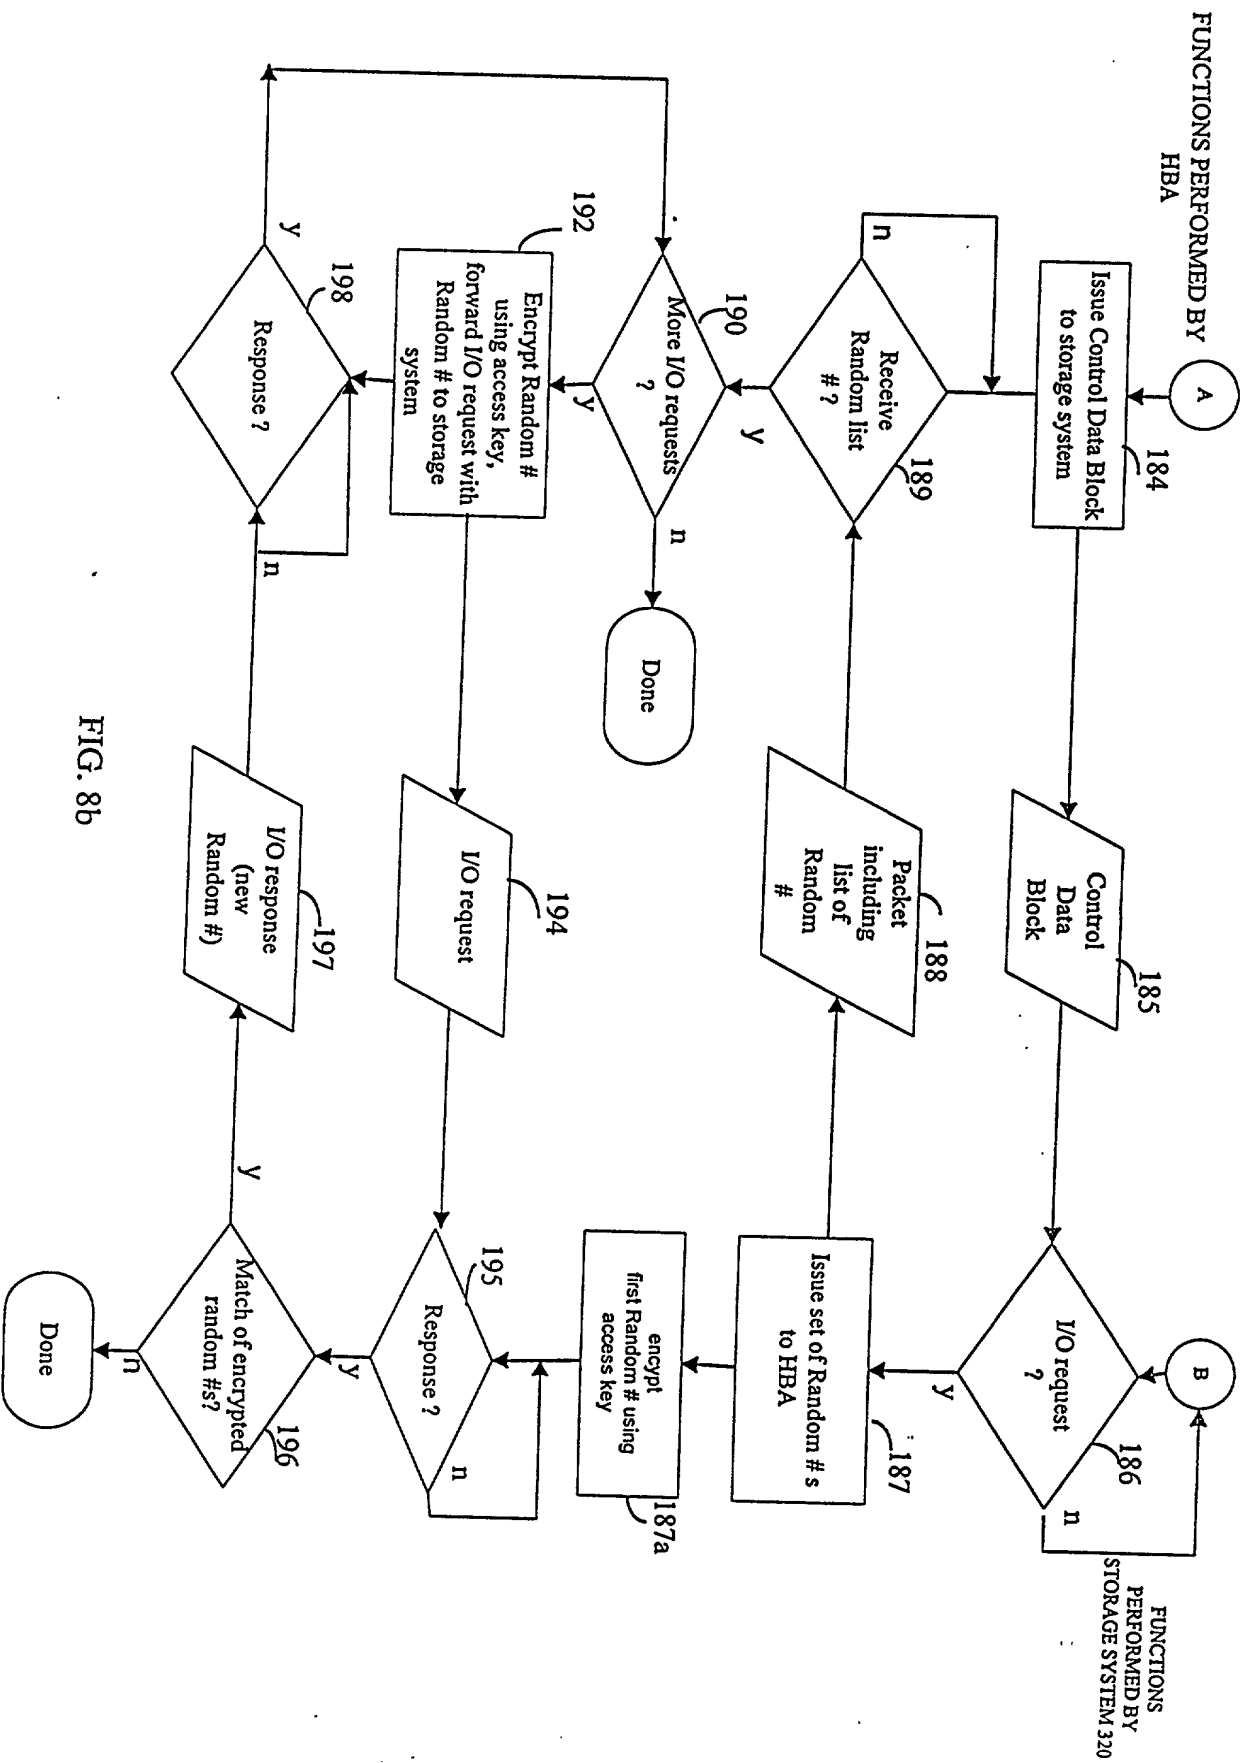 FUNCTIONS PERFORMED BY
HBA
A
Issue Control Data Block
to storage system
184
Control
Data
Block
185
B
I/O request
?
186
n
y
FUNCTIONS
PERFORMED BY
STORAGE SYSTEM 320
Issue set of Random # s
to HBA
187
Packet
including
list of
Random
#
188
Receive
Random list
# ?
189
n
y
encypt
first Random # using
access key
187a
More I/O requests
?
190
n
y
Done
Encrypt Random #
using access key,
forward I/O request with
Random # to storage
system
192
I/O request
194
Response ?
195
n
y
Match of encrypted
random #s?
196
y
n
Done
I/O response
(new
Random #)
197
Response ?
198
y
n
FIG. 8b